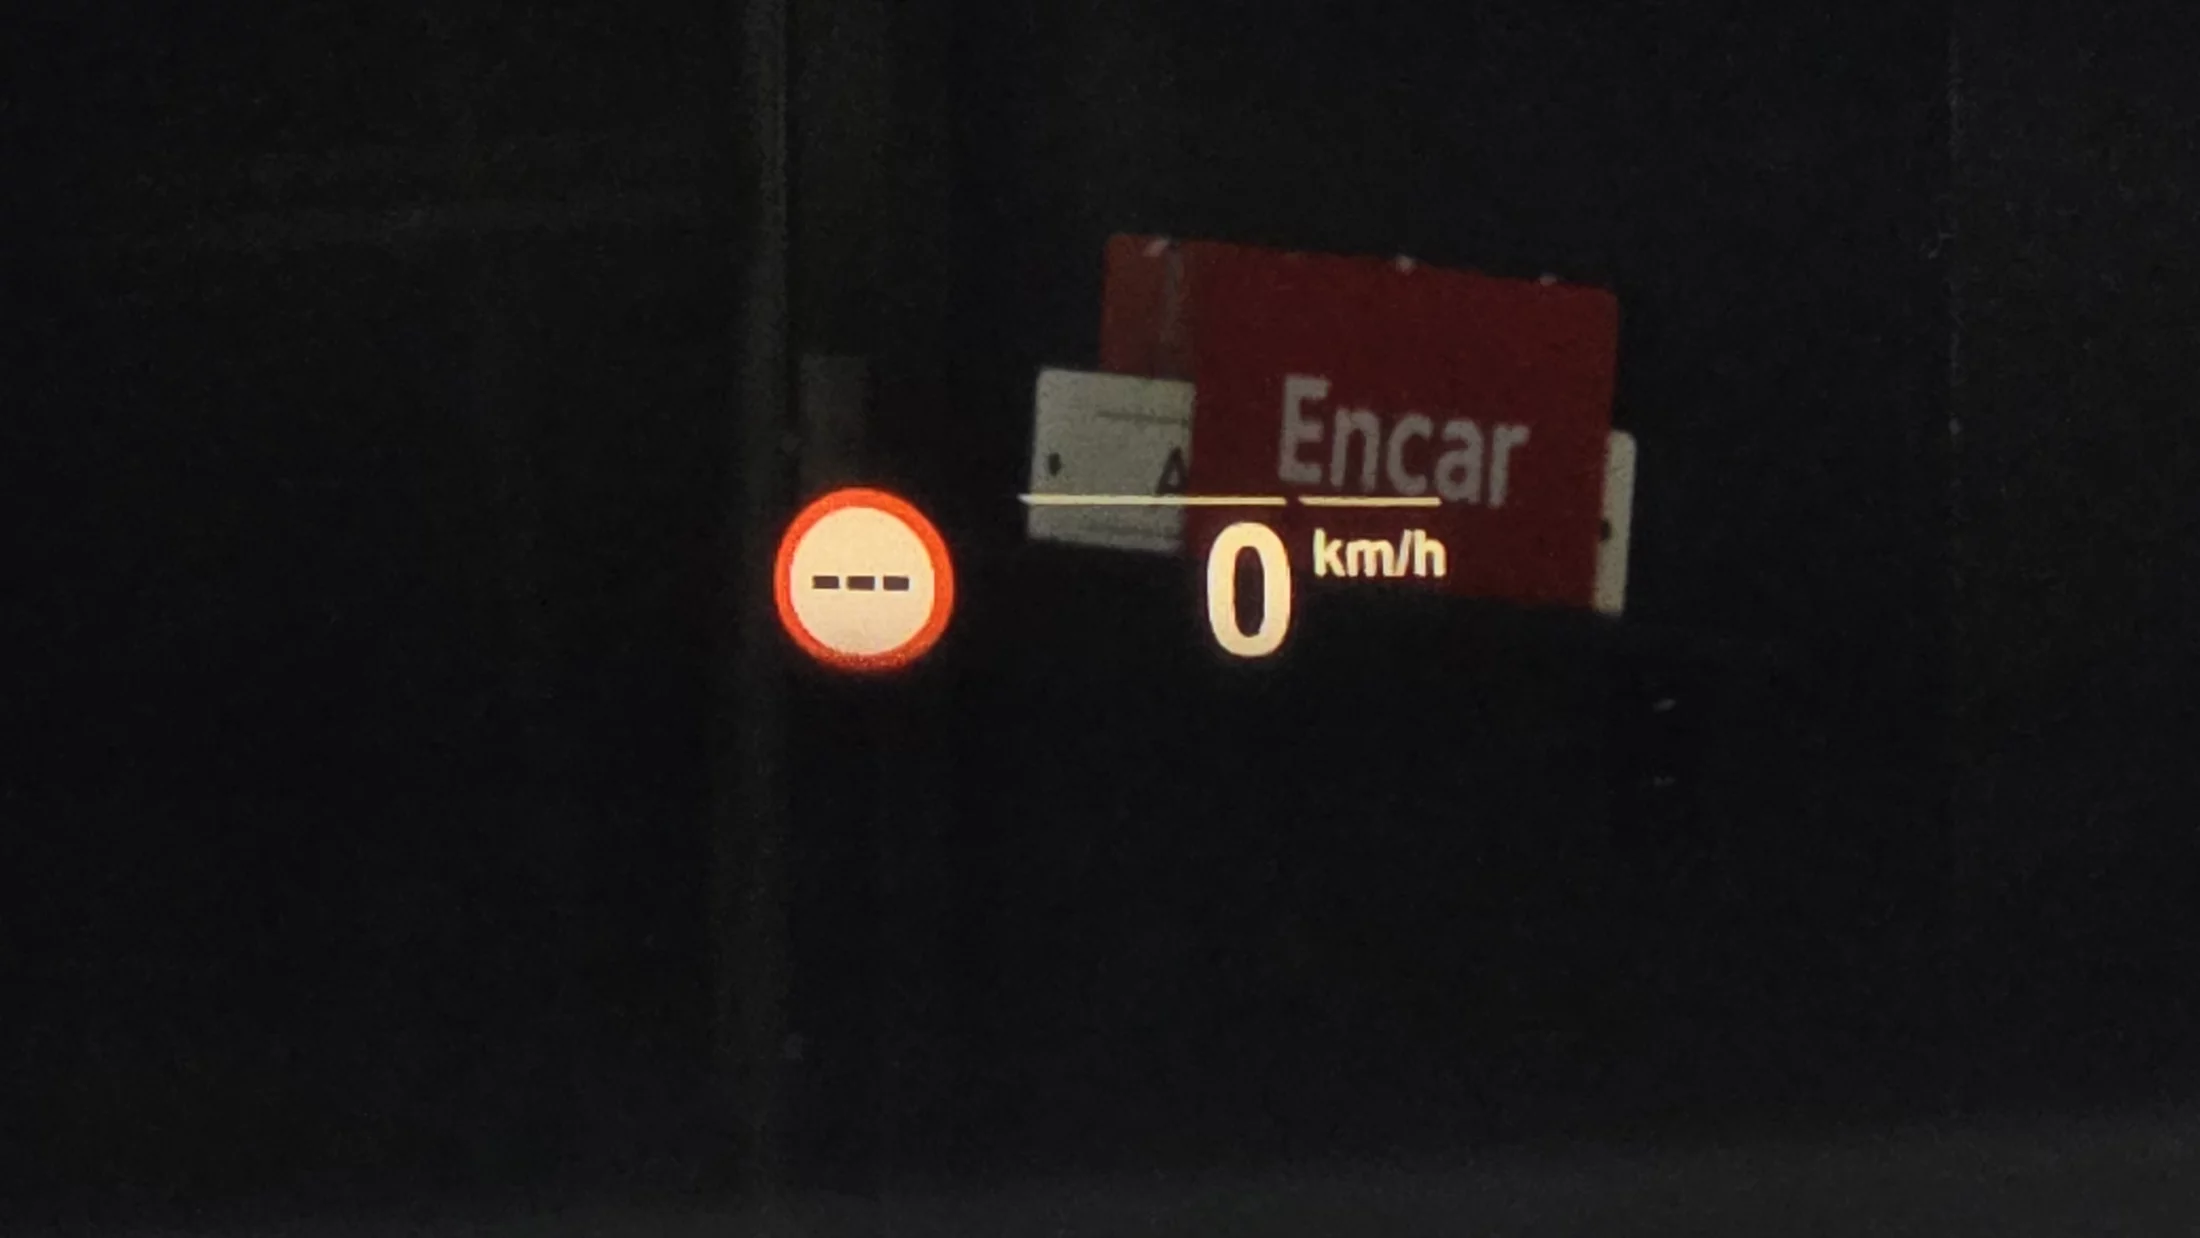 Encar
A
---
0 km/h